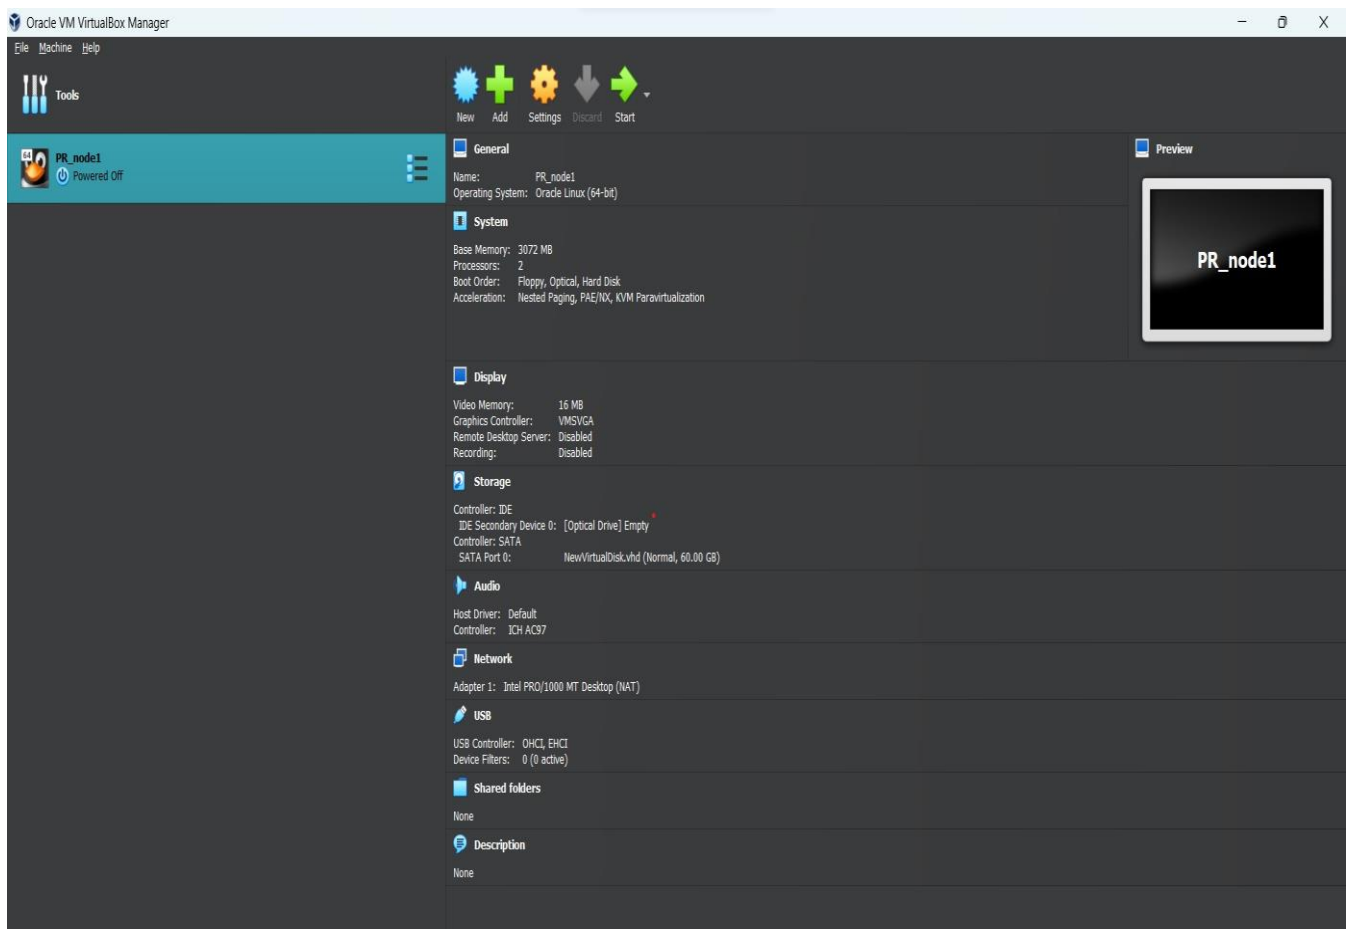 Oracle VM VirtualBox Manager
File Machine Help
Tools
New Add Settings Discard Start
64 PR_node1
Powered Off
General
Name: PR_node1
Operating System: Oracle Linux (64-bit)
Preview
PR_node1
System
Base Memory: 3072 MB
Processors: 2
Boot Order: Floppy, Optical, Hard Disk
Acceleration: Nested Paging, PAE/NX, KVM Paravirtualization
Display
Video Memory: 16 MB
Graphics Controller: VMSVGA
Remote Desktop Server: Disabled
Recording: Disabled
Storage
Controller: IDE
IDE Secondary Device 0: [Optical Drive] Empty
Controller: SATA
SATA Port 0: NewVirtualDisk.vhd (Normal, 60.00 GB)
Audio
Host Driver: Default
Controller: ICH AC97
Network
Adapter 1: Intel PRO/1000 MT Desktop (NAT)
USB
USB Controller: OHCI, EHCI
Device Filters: 0 (0 active)
Shared folders
None
Description
None